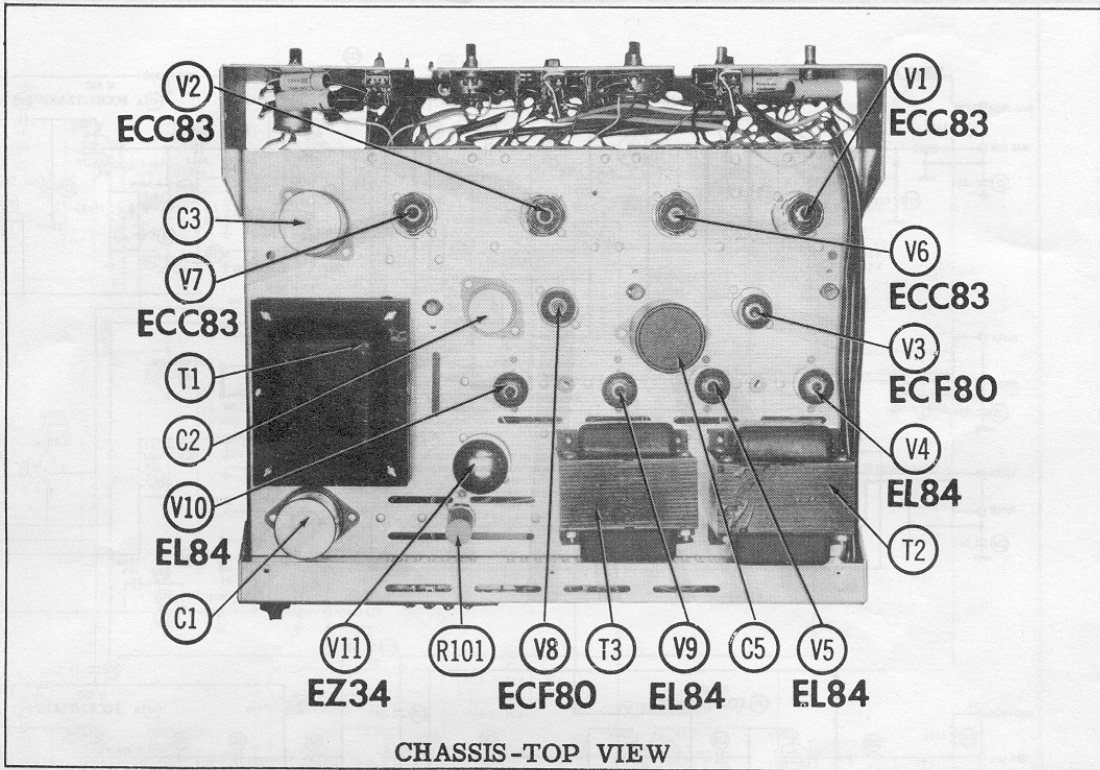 V2
ECC83
V1
ECC83
C3
V7
ECC83
V6
ECC83
T1
V3
ECF80
C2
V4
EL84
V10
EL84
T2
C1
V11
EZ34
R101
V8
ECF80
T3
V9
EL84
C5
V5
EL84
CHASSIS-TOP VIEW